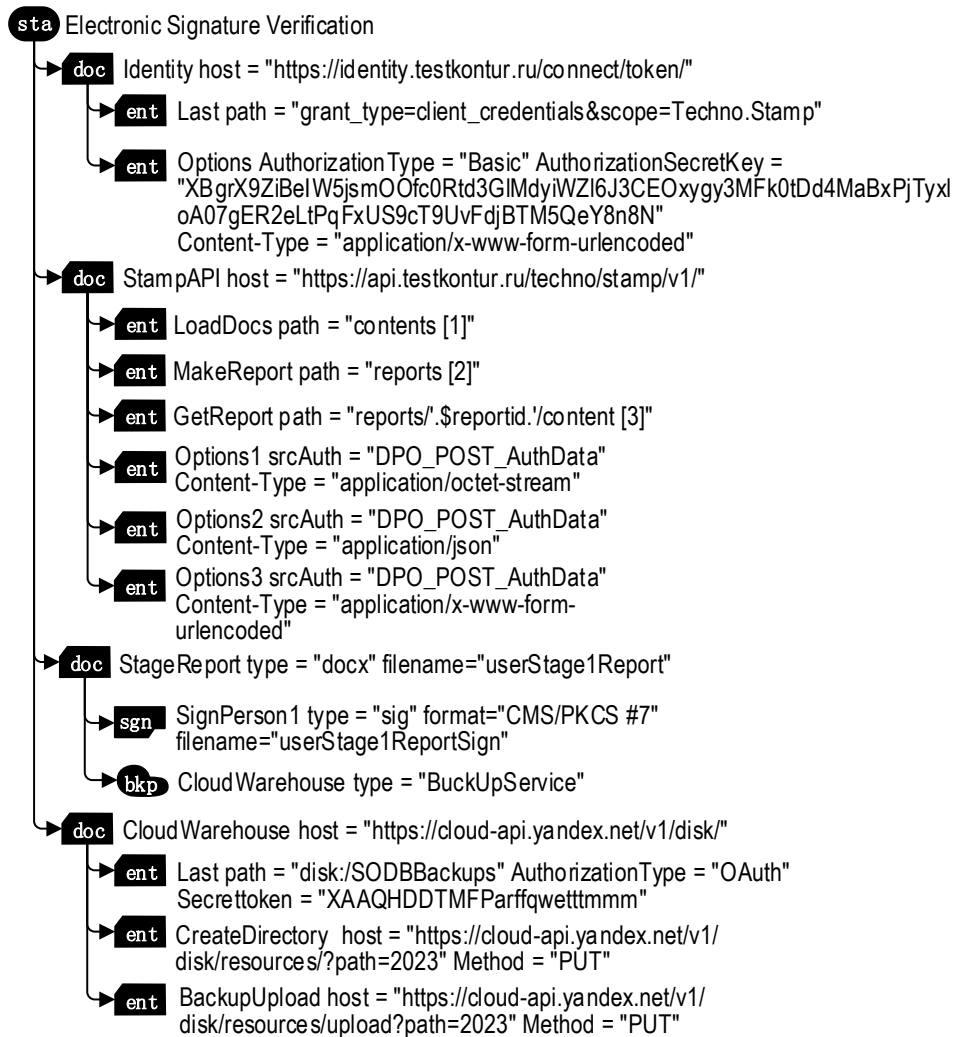 sta Electronic Signature Verification
doc Identity host = "https://identity.testkontur.ru/connect/token/"
ent Last path = "grant_type=client_credentials&scope=Techno.Stamp"
ent Options AuthorizationType = "Basic" AuthorizationSecretKey =
"XBgrX9ZiBeIW5jsmOOfc0Rtd3GIMdyiWZI6J3CEOxygy3MFk0tDd4MaBxPjTyxI
oA07gER2eLtPqFxUS9cT9UvFdjBTM5QeY8n8N"
Content-Type = "application/x-www-form-urlencoded"
doc StampAPI host = "https://api.testkontur.ru/techno/stamp/v1/"
ent LoadDocs path = "contents [1]"
ent MakeReport path = "reports [2]"
ent GetReport path = "reports/'.$reportid.'/content [3]"
ent Options1 srcAuth = "DPO_POST_AuthData"
Content-Type = "application/octet-stream"
ent Options2 srcAuth = "DPO_POST_AuthData"
Content-Type = "application/json"
ent Options3 srcAuth = "DPO_POST_AuthData"
Content-Type = "application/x-www-form-
urlencoded"
doc StageReport type = "docx" filename="userStage1Report"
sgn SignPerson1 type = "sig" format="CMS/PKCS #7"
filename="userStage1ReportSign"
bkp CloudWarehouse type = "BuckUpService"
doc CloudWarehouse host = "https://cloud-api.yandex.net/v1/disk/"
ent Last path = "disk:/SODBBackups" AuthorizationType = "OAuth"
Secrettoken = "XAAQHDDTMFParffqwetttmmm"
ent CreateDirectory host = "https://cloud-api.yandex.net/v1/
disk/resources/?path=2023" Method = "PUT"
ent BackupUpload host = "https://cloud-api.yandex.net/v1/
disk/resources/upload?path=2023" Method = "PUT"